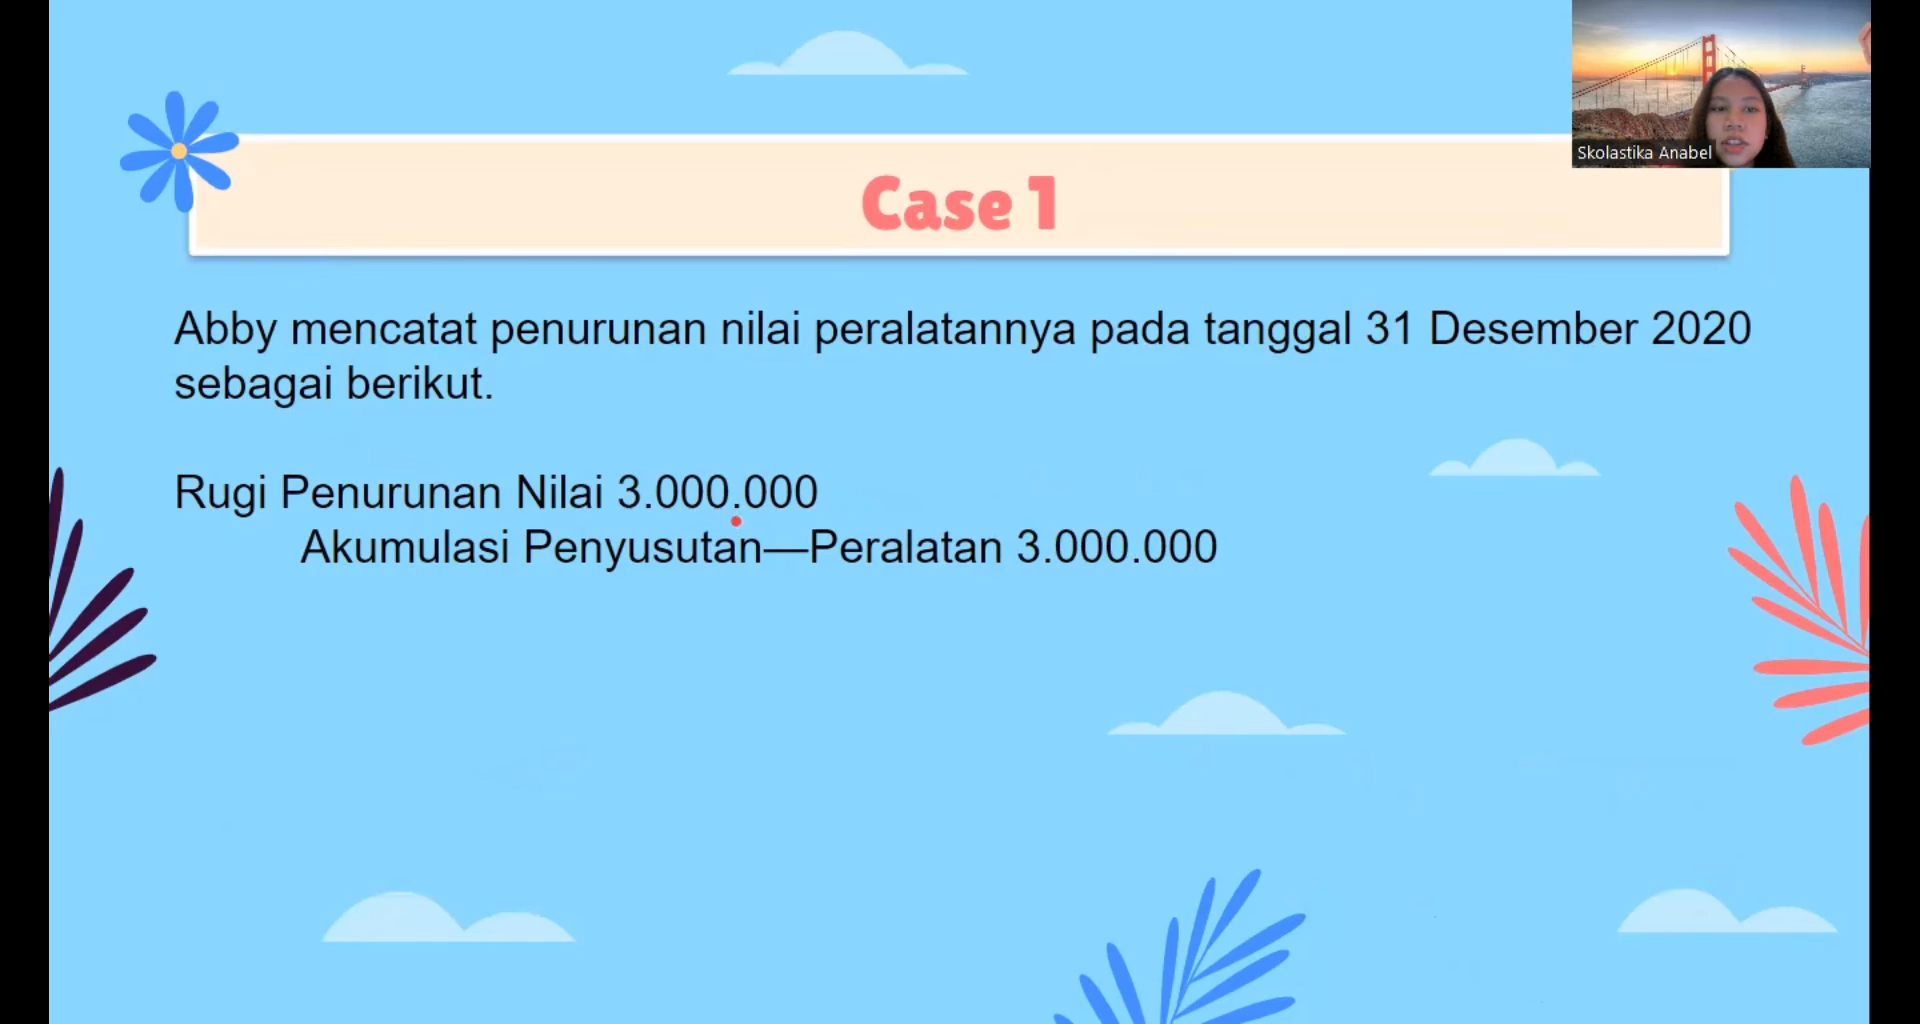 Skolastika Anabel
Case 1
Abby mencatat penurunan nilai peralatannya pada tanggal 31 Desember 2020
sebagai berikut.
Rugi Penurunan Nilai 3.000.000
Akumulasi Penyusutan—Peralatan 3.000.000